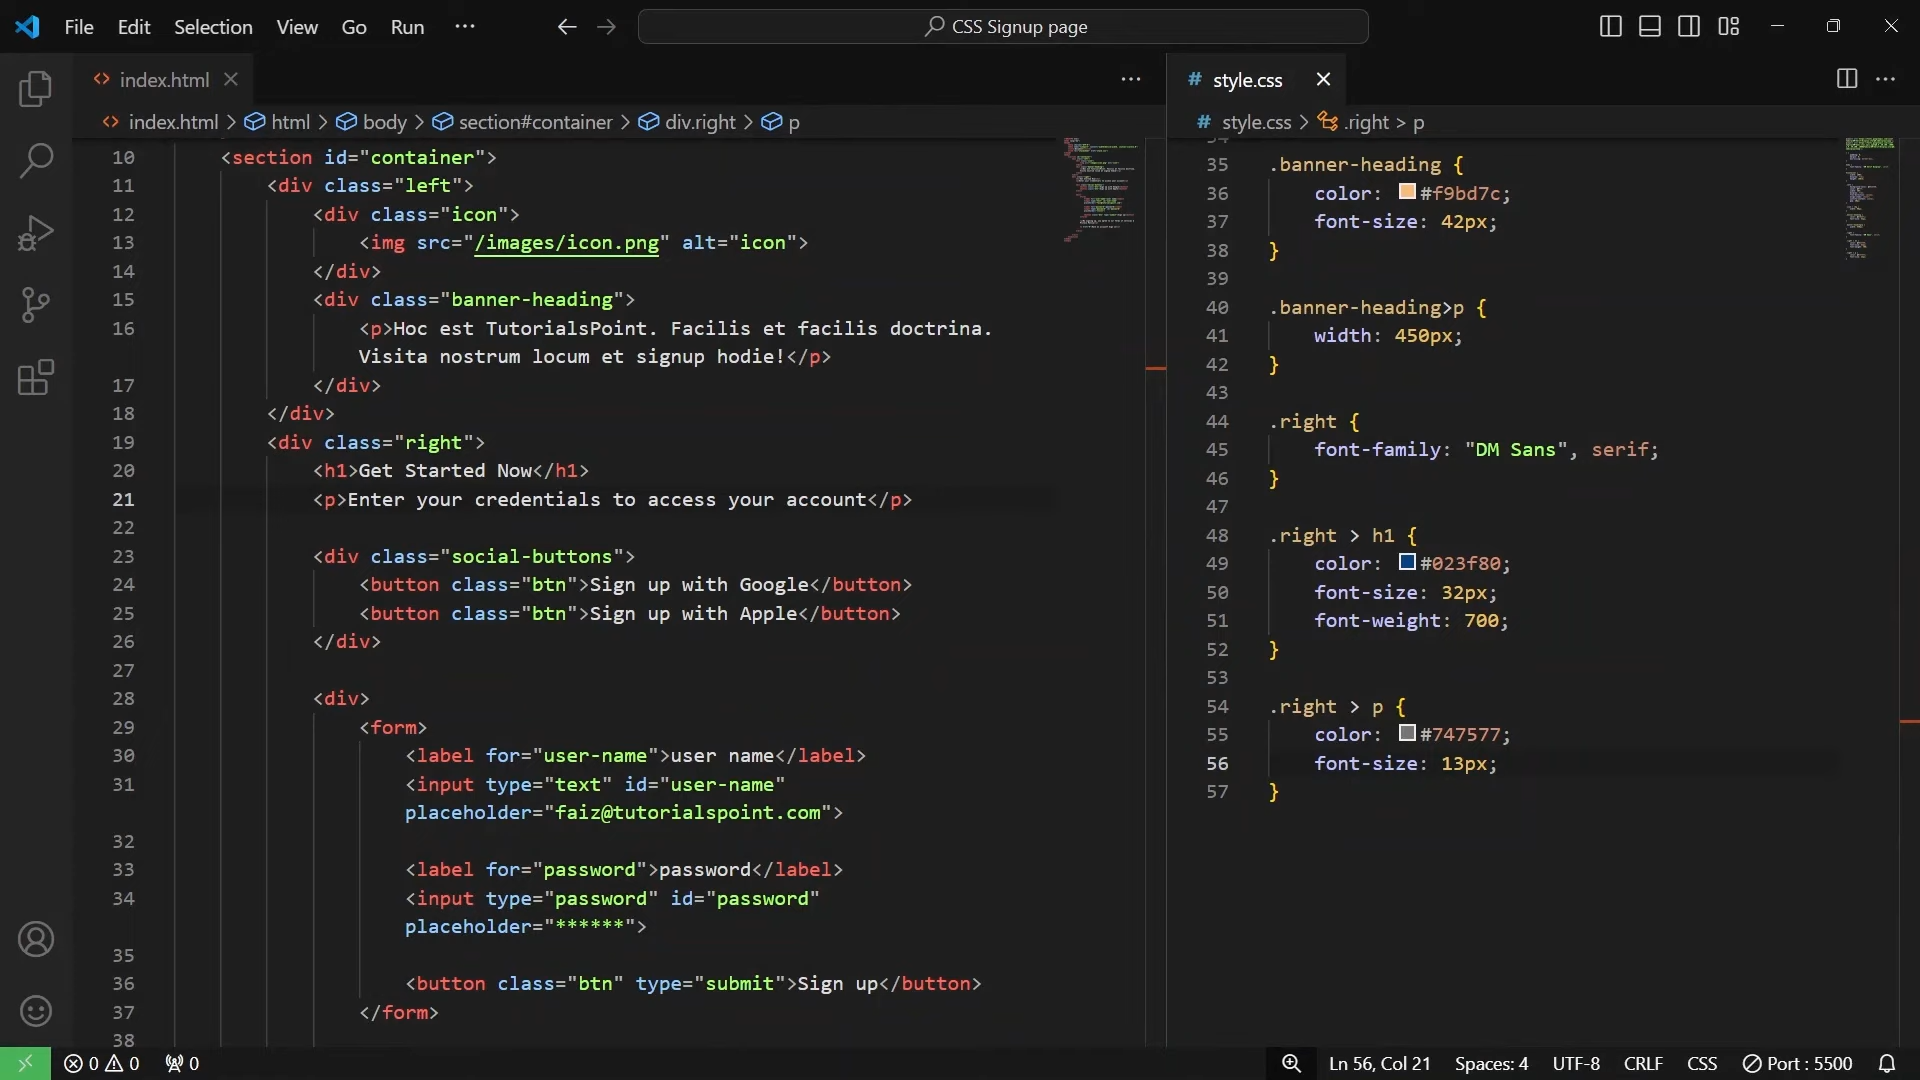 File Edit Selection View Go Run ··· CSS Signup page
index.html
style.css
index.html > html > body > section#container > div.right > p
style.css > .right > p
10 <section id="container">
11 <div class="left">
12 <div class="icon">
13 <img src="/images/icon.png" alt="icon">
14 </div>
15 <div class="banner-heading">
16 <p>Hoc est TutorialsPoint. Facilis et facilis doctrina.
Visita nostrum locum et signup hodie!</p>
17 </div>
18 </div>
19 <div class="right">
20 <h1>Get Started Now</h1>
21 <p>Enter your credentials to access your account</p>
22
23 <div class="social-buttons">
24 <button class="btn">Sign up with Google</button>
25 <button class="btn">Sign up with Apple</button>
26 </div>
27
28 <div>
29 <form>
30 <label for="user-name">user name</label>
31 <input type="text" id="user-name"
placeholder="faiz@tutorialspoint.com">
32
33 <label for="password">password</label>
34 <input type="password" id="password"
placeholder="******">
35
36 <button class="btn" type="submit">Sign up</button>
37 </form>
38
35 .banner-heading {
36 color: #f9bd7c;
37 font-size: 42px;
38 }
39
40 .banner-heading>p {
41 width: 450px;
42 }
43
44 .right {
45 font-family: "DM Sans", serif;
46 }
47
48 .right > h1 {
49 color: #023f80;
50 font-size: 32px;
51 font-weight: 700;
52 }
53
54 .right > p {
55 color: #747577;
56 font-size: 13px;
57 }
0 0 0 Ln 56, Col 21 Spaces: 4 UTF-8 CRLF CSS Port : 5500